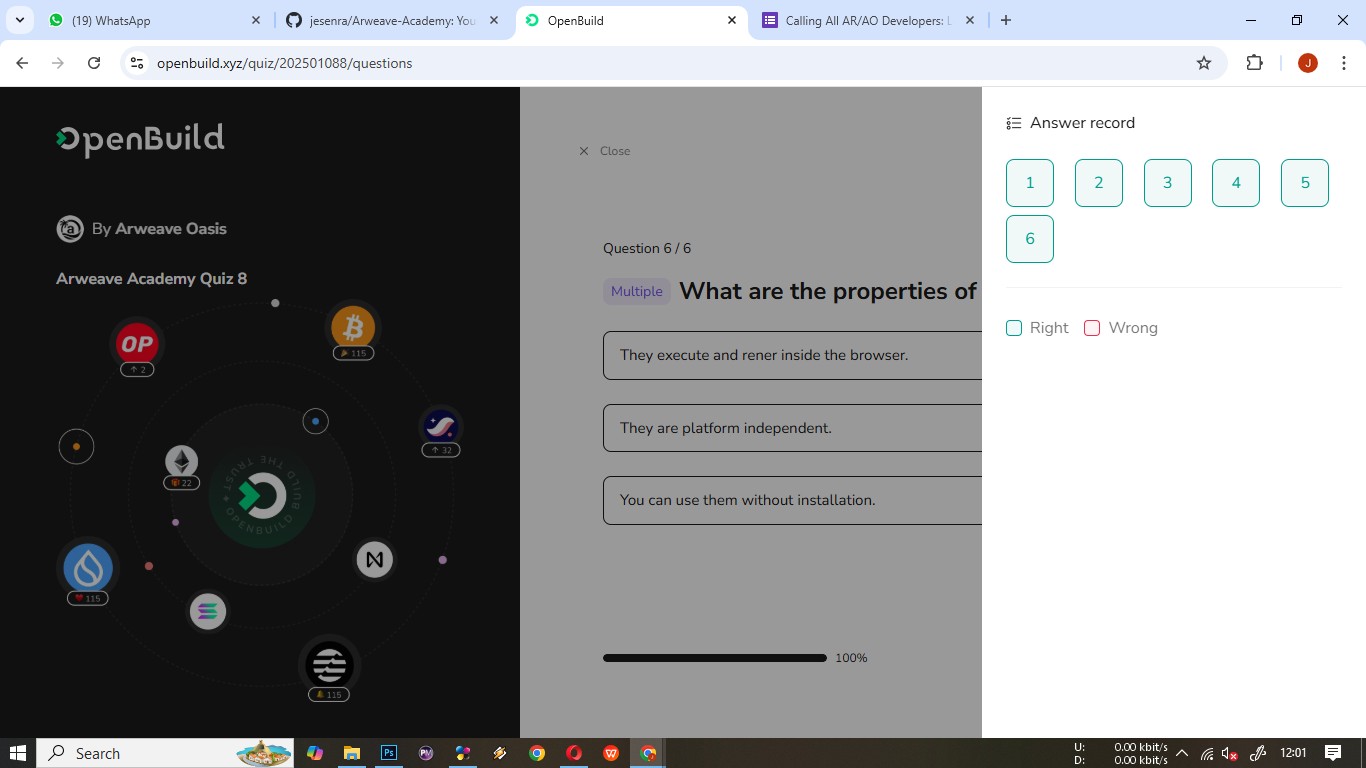 (19) WhatsApp
jesenra/Arweave-Academy: You
OpenBuild
Calling All AR/AO Developers: L
openbuild.xyz/quiz/202501088/questions
J
OpenBuild
By Arweave Oasis
Arweave Academy Quiz 8
OP
↑ 2
115
↑ 32
22
BUILD THE TRUST
OPENBUILD
115
115
Close
Question 6 / 6
Multiple
What are the properties of
They execute and rener inside the browser.
They are platform independent.
You can use them without installation.
100%
Answer record
1 2 3 4 5
6
Right
Wrong
Search
Ps
PM
W
U: 0.00 kbit/s
D: 0.00 kbit/s
12:01